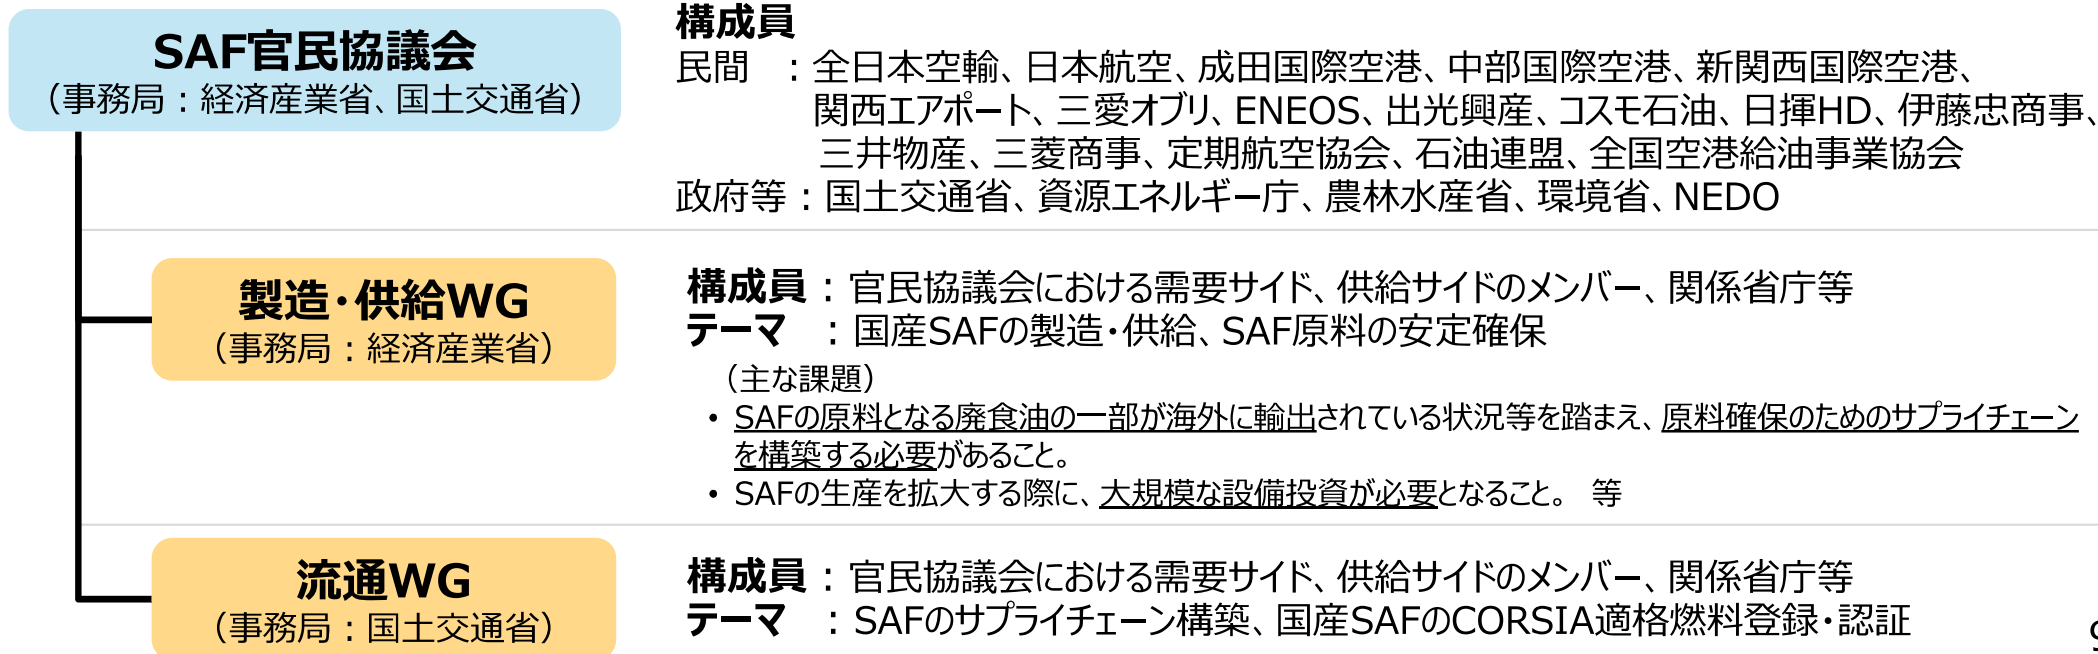 SAF官民協議会
（事務局：経済産業省、国土交通省）
構成員
民間　：全日本空輸、日本航空、成田国際空港、中部国際空港、新関西国際空港、
関西エアポート、三愛オブリ、ENEOS、出光興産、コスモ石油、日揮HD、伊藤忠商事、
三井物産、三菱商事、定期航空協会、石油連盟、全国空港給油事業協会
政府等：国土交通省、資源エネルギー庁、農林水産省、環境省、NEDO
製造・供給WG
（事務局：経済産業省）
構成員：官民協議会における需要サイド、供給サイドのメンバー、関係省庁等
テーマ　：国産SAFの製造・供給、SAF原料の安定確保
（主な課題）
• SAFの原料となる廃食油の一部が海外に輸出されている状況等を踏まえ、原料確保のためのサプライチェーン
を構築する必要があること。
• SAFの生産を拡大する際に、大規模な設備投資が必要となること。　等
流通WG
（事務局：国土交通省）
構成員：官民協議会における需要サイド、供給サイドのメンバー、関係省庁等
テーマ　：SAFのサプライチェーン構築、国産SAFのCORSIA適格燃料登録・認証